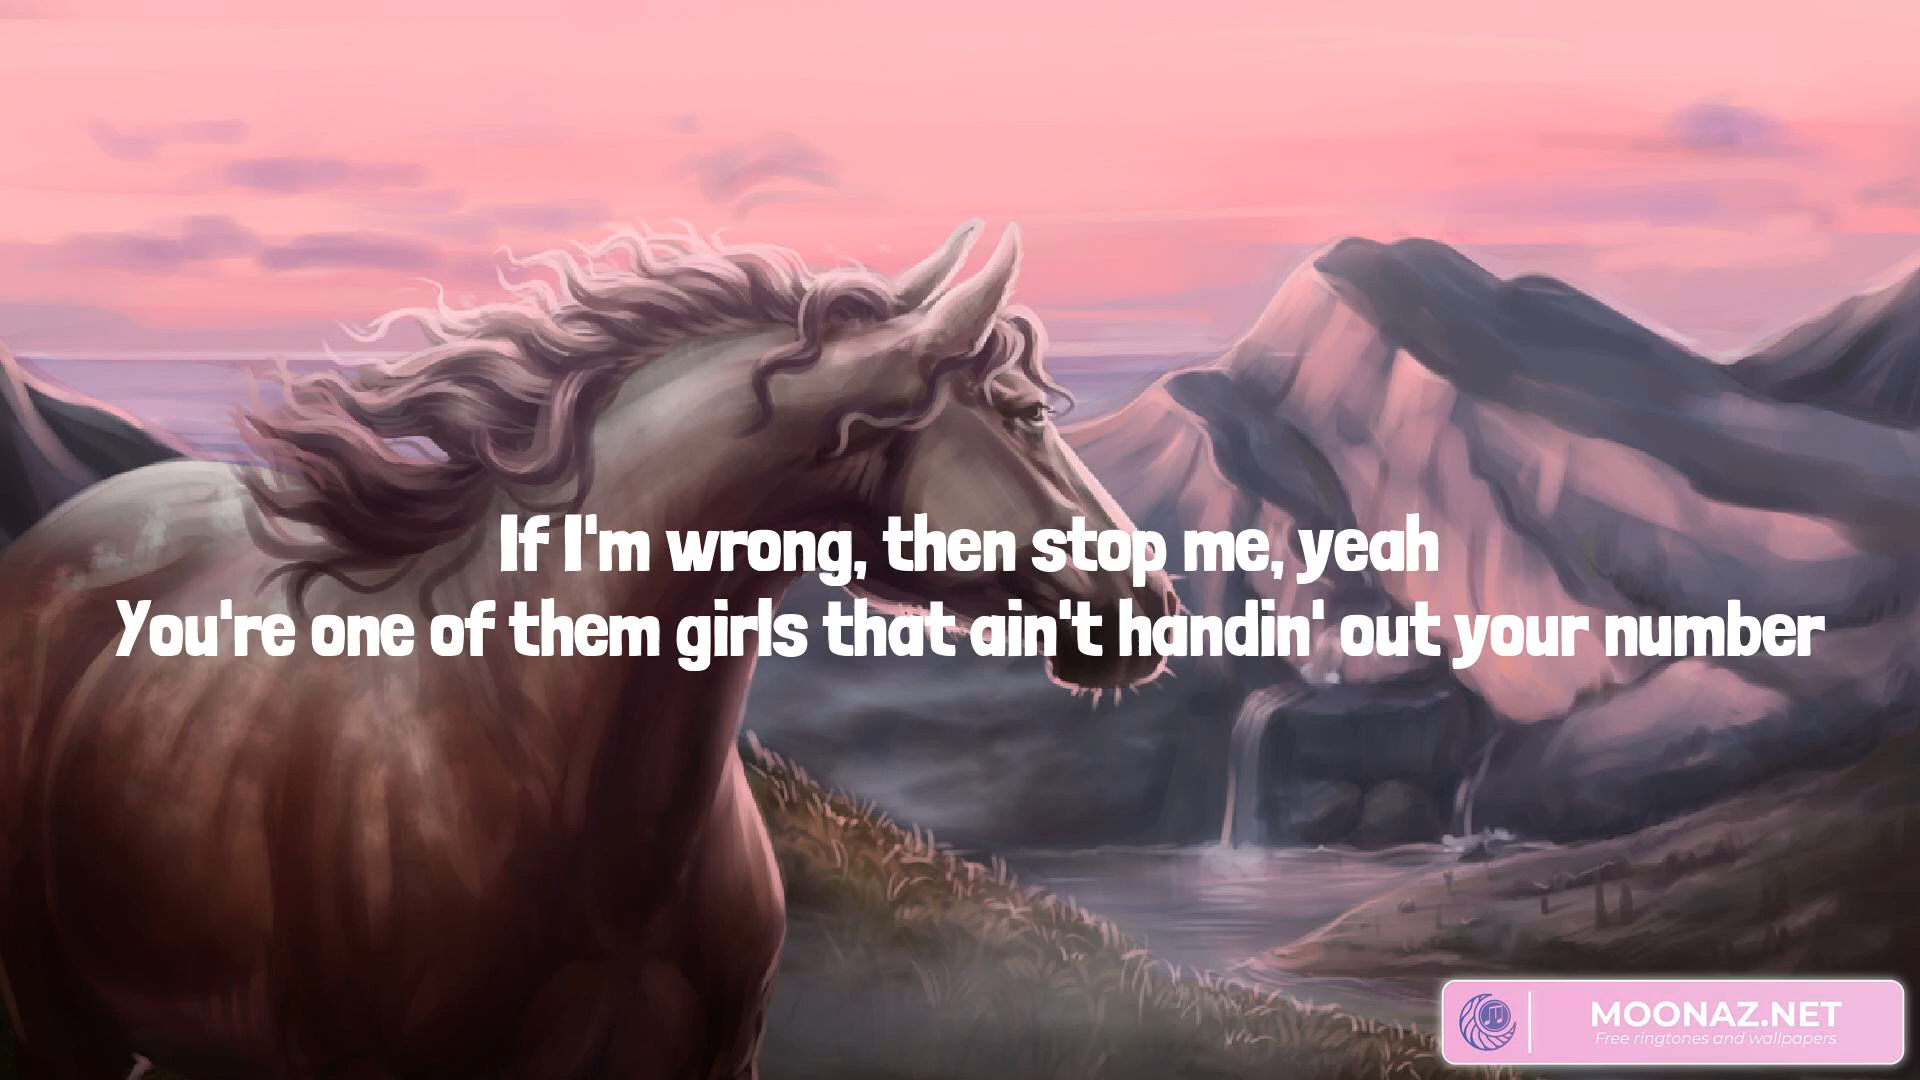 If I'm wrong, then stop me, yeah
You're one of them girls that ain't handin' out your number
MOONAZ.NET
Free ringtones and wallpapers